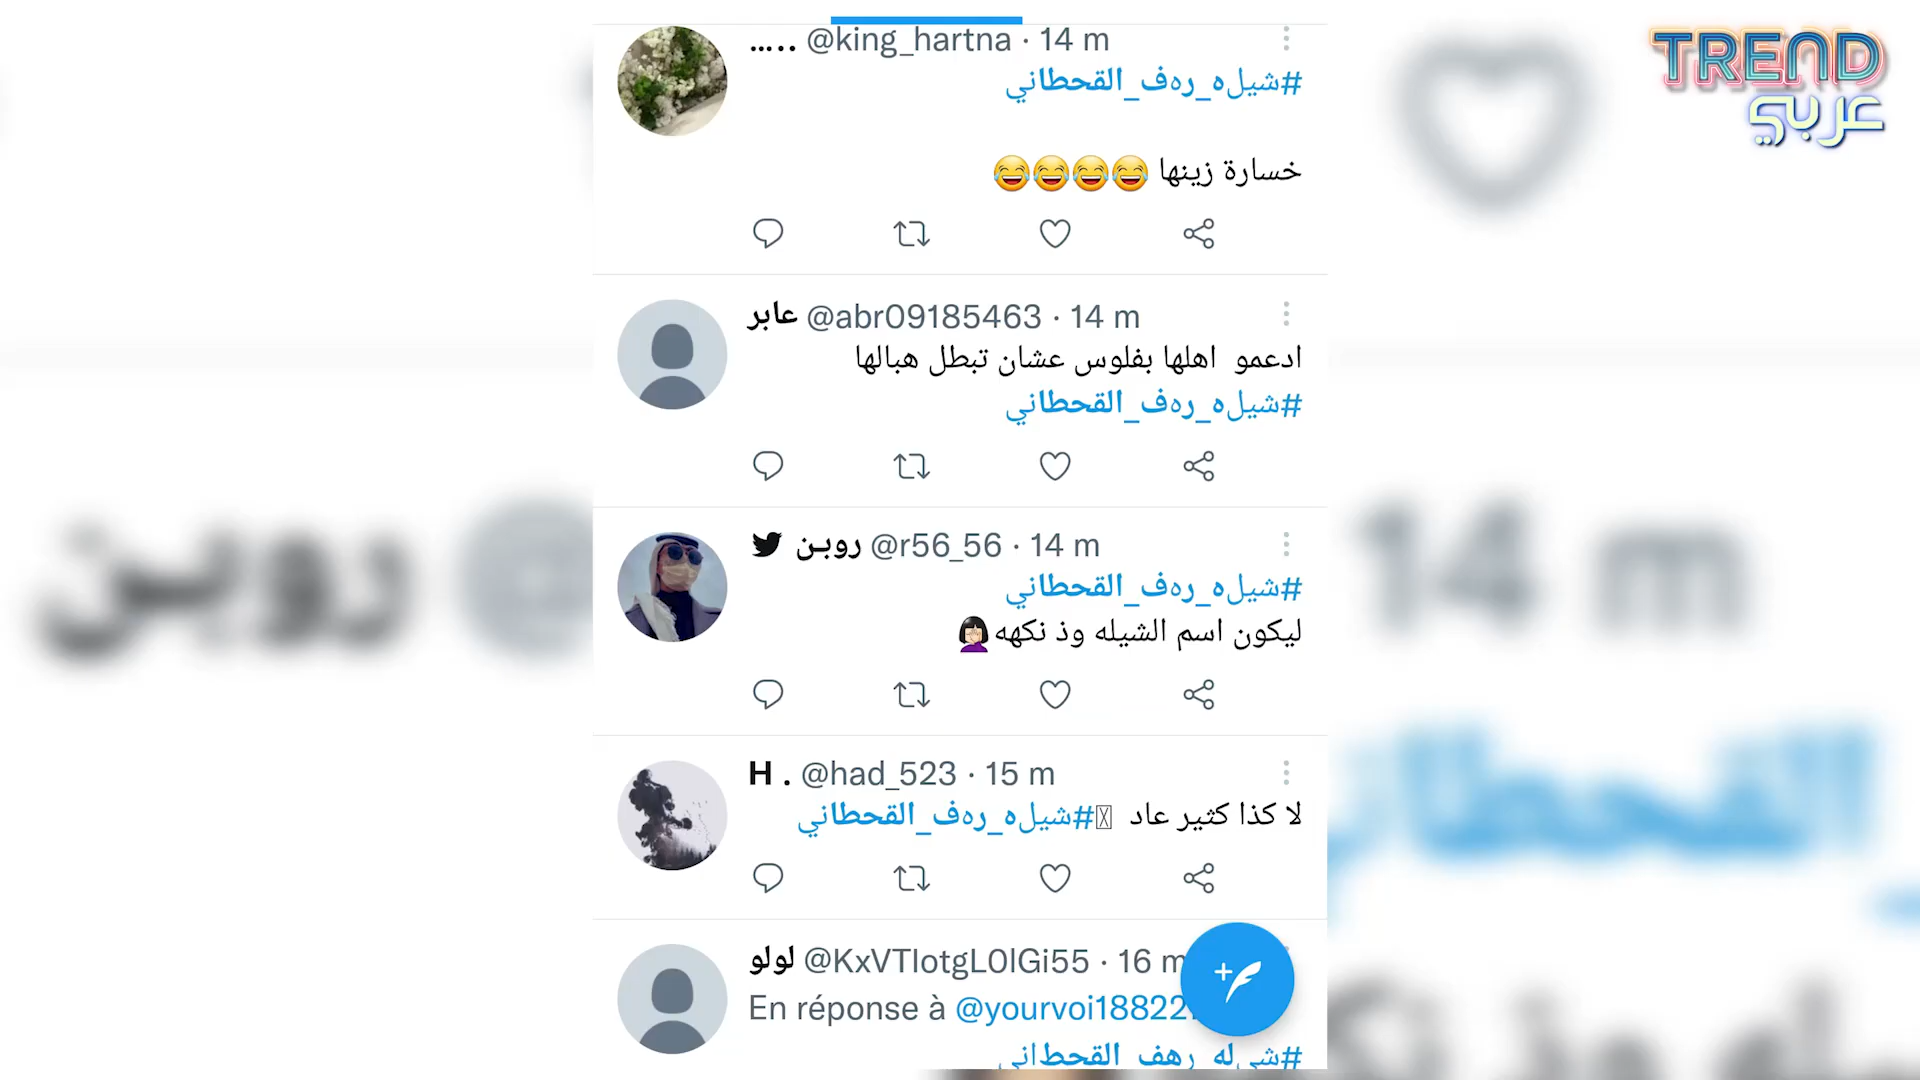 TREND
عربي
..... @king_hartna · 14 m
#شيله_رهف_القحطاني
خسارة زينها 😂😂😂😂
عابر @abr09185463 · 14 m
ادعمو اهلها بفلوس عشان تبطل هبالها
#شيله_رهف_القحطاني
روبـن @r56_56 · 14 m
#شيله_رهف_القحطاني
ليكون اسم الشيله وذ نكهه🤦🏻‍♀️
H . @had_523 · 15 m
لا كذا كثير عاد #شيله_رهف_القحطاني
لولو @KxVTIotgL0lGi55 · 16 m
En réponse à @yourvoi18822
#شيله_رهف_القحطاني